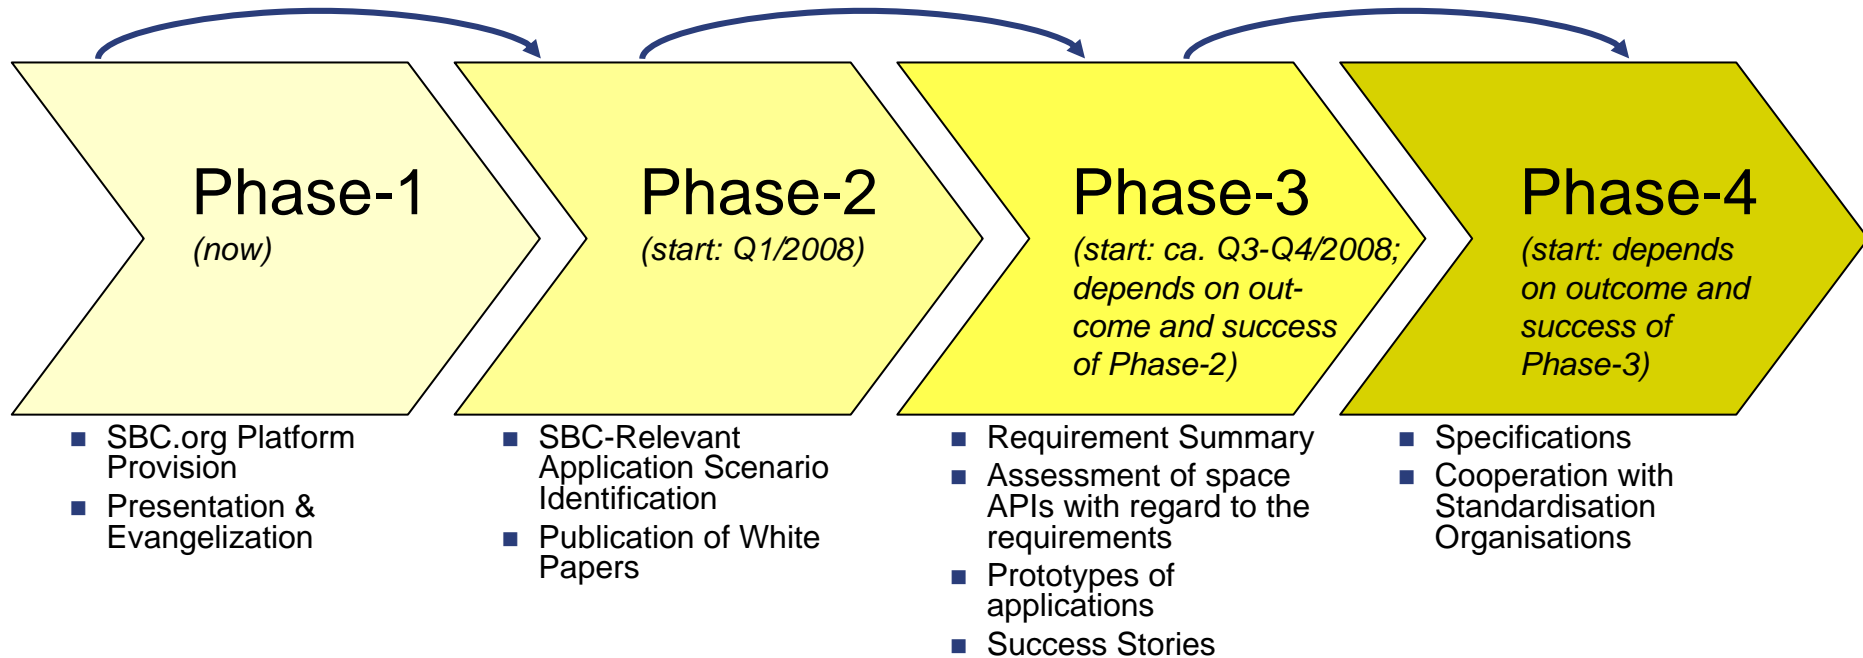 Phase-1
(now)
Phase-2
(start: Q1/2008)
Phase-3
(start: ca. Q3-Q4/2008;
depends on out-
come and success
of Phase-2)
Phase-4
(start: depends
on outcome and
success of
Phase-3)
SBC.org Platform
Provision
Presentation &
Evangelization
SBC-Relevant
Application Scenario
Identification
Publication of White
Papers
Requirement Summary
Assessment of space
APIs with regard to the
requirements
Prototypes of
applications
Success Stories
Specifications
Cooperation with
Standardisation
Organisations